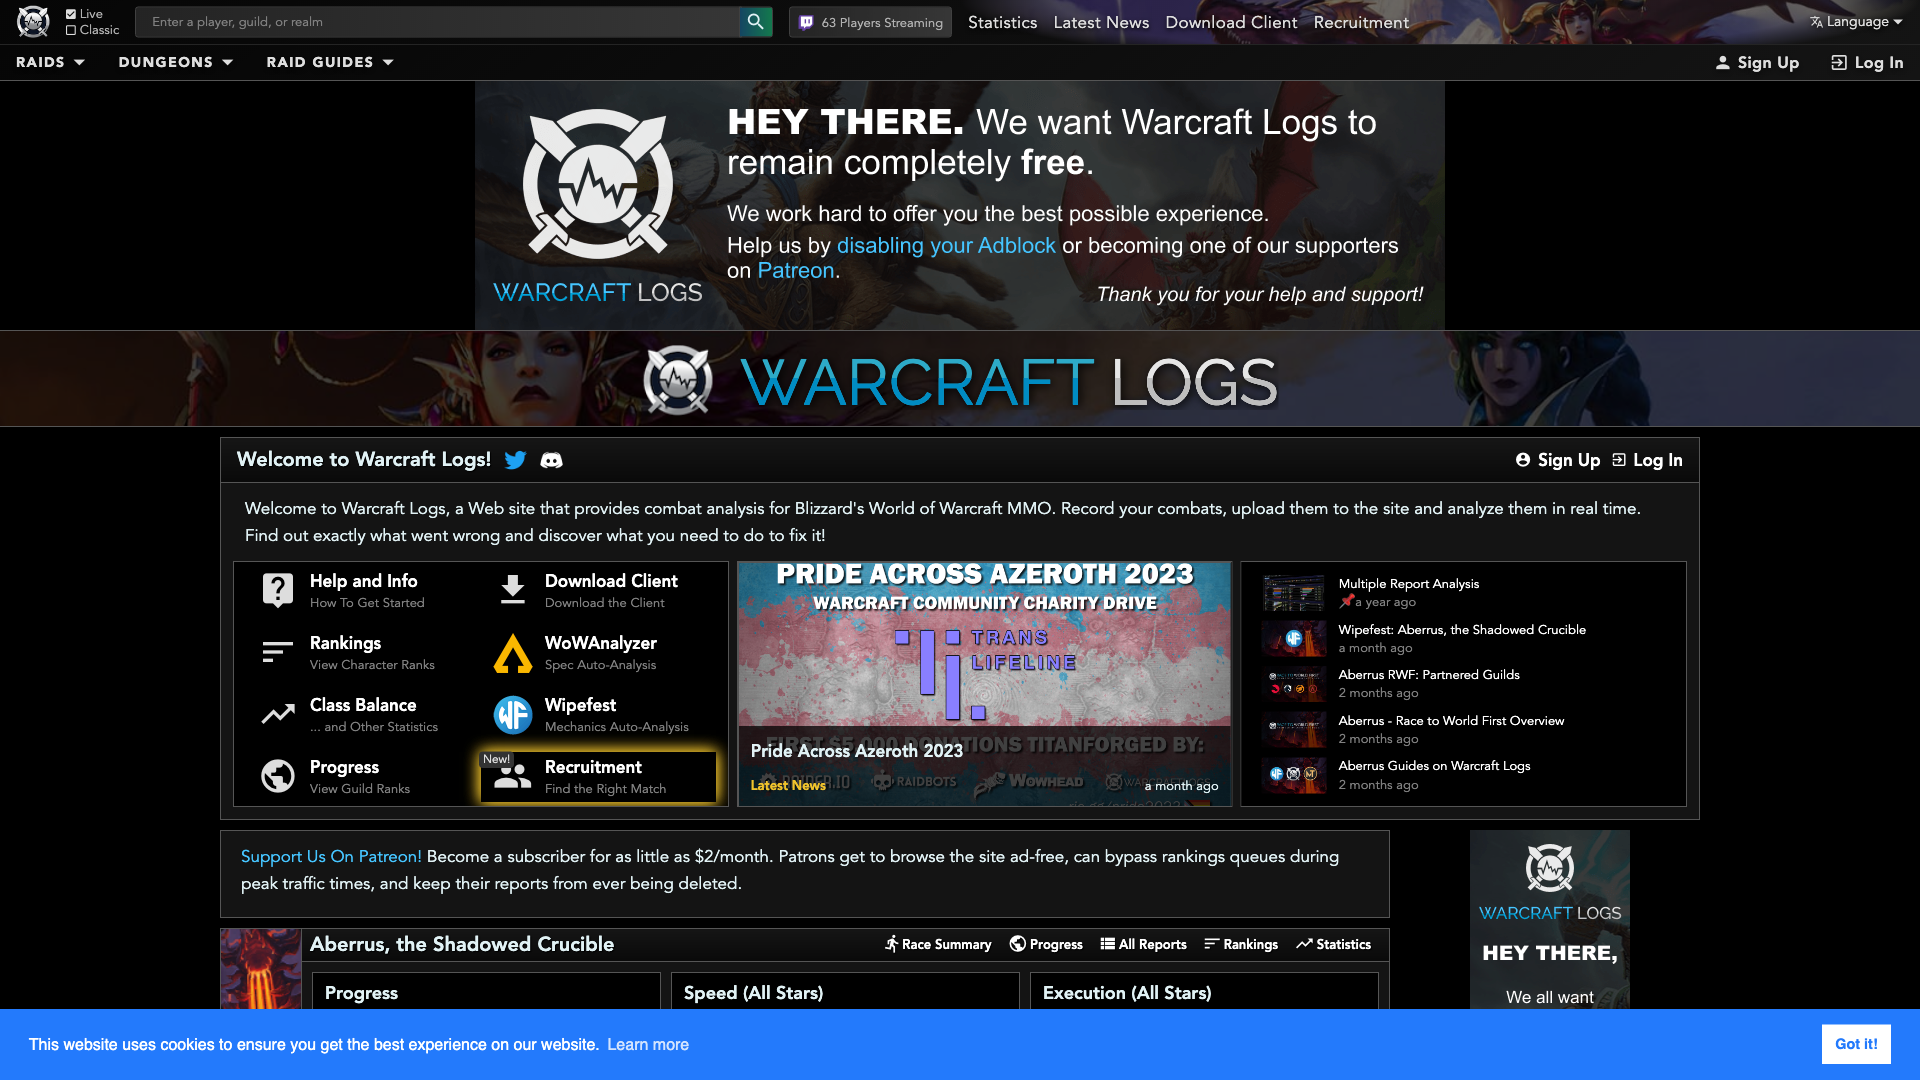 Live
Classic
Enter a player, guild, or realm
63 Players Streaming
Statistics
Latest News
Download Client
Recruitment
Language
RAIDS
DUNGEONS
RAID GUIDES
Sign Up
Log In
HEY THERE. We want Warcraft Logs to
remain completely free.
We work hard to offer you the best possible experience.
Help us by disabling your Adblock or becoming one of our supporters
on Patreon.
Thank you for your help and support!
WARCRAFT LOGS
WARCRAFT LOGS
Welcome to Warcraft Logs!
Sign Up
Log In
Welcome to Warcraft Logs, a Web site that provides combat analysis for Blizzard's World of Warcraft MMO. Record your combats, upload them to the site and analyze them in real time.
Find out exactly what went wrong and discover what you need to do to fix it!
Help and Info
How To Get Started
Download Client
Download the Client
Rankings
View Character Ranks
WoWAnalyzer
Spec Auto-Analysis
Class Balance
... and Other Statistics
WF
Wipefest
Mechanics Auto-Analysis
Progress
View Guild Ranks
New!
Recruitment
Find the Right Match
PRIDE ACROSS AZEROTH 2023
WARCRAFT COMMUNITY CHARITY DRIVE
TRANS
LIFELINE
FIRST $5,000 DONATIONS TITANFORGED BY:
Pride Across Azeroth 2023
RAIDER.IO
RAIDBOTS
WOWHEAD
WARCRAFTLOGS
Latest News
a month ago
Multiple Report Analysis
a year ago
Wipefest: Aberrus, the Shadowed Crucible
a month ago
Aberrus RWF: Partnered Guilds
2 months ago
Aberrus - Race to World First Overview
2 months ago
Aberrus Guides on Warcraft Logs
2 months ago
Support Us On Patreon! Become a subscriber for as little as $2/month. Patrons get to browse the site ad-free, can bypass rankings queues during
peak traffic times, and keep their reports from ever being deleted.
WARCRAFT LOGS
HEY THERE,
We all want
Aberrus, the Shadowed Crucible
Race Summary
Progress
All Reports
Rankings
Statistics
Progress
Speed (All Stars)
Execution (All Stars)
This website uses cookies to ensure you get the best experience on our website. Learn more
Got it!